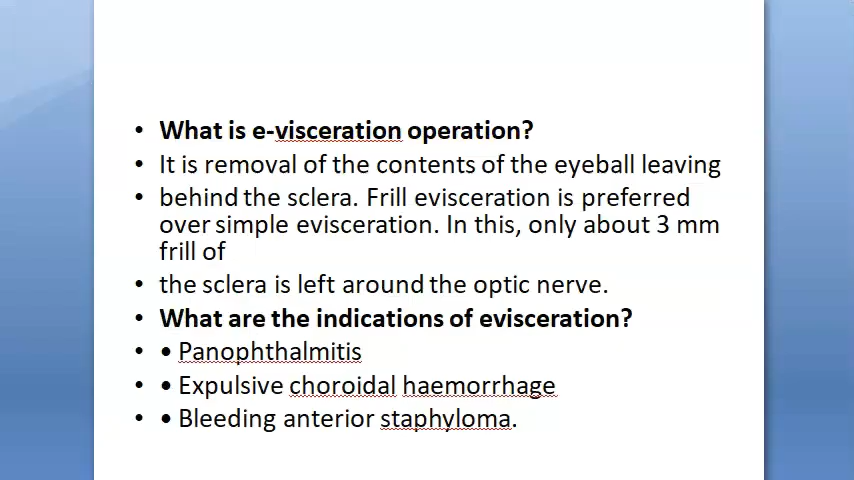 • What is e-visceration operation?
• It is removal of the contents of the eyeball leaving
• behind the sclera. Frill evisceration is preferred
over simple evisceration. In this, only about 3 mm
frill of
• the sclera is left around the optic nerve.
• What are the indications of evisceration?
• • Panophthalmitis
• • Expulsive choroidal haemorrhage
• • Bleeding anterior staphyloma.